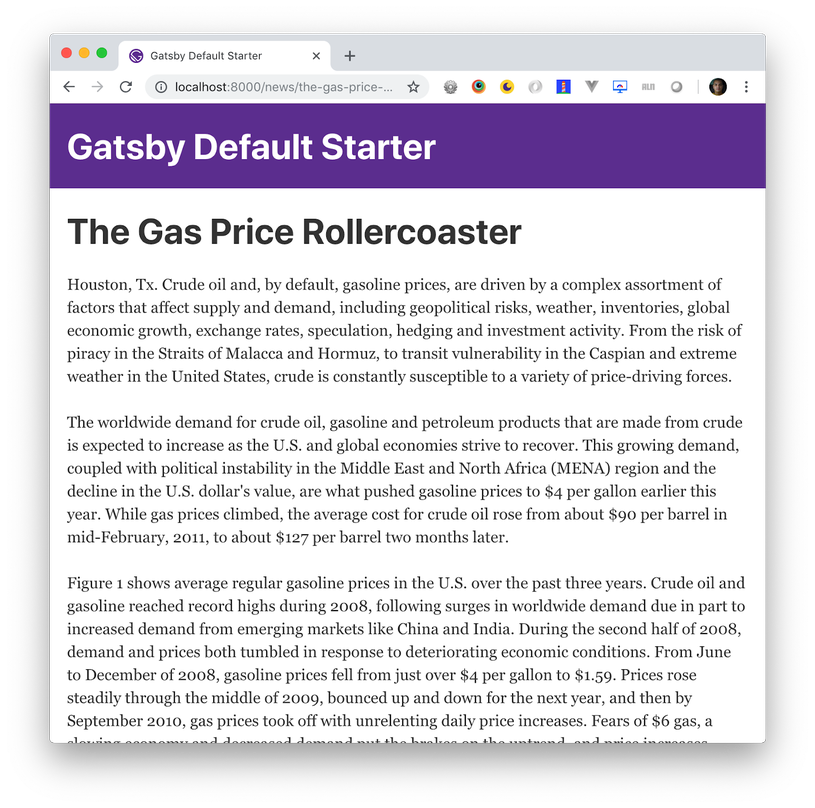 Gatsby Default Starter
localhost:8000/news/the-gas-price-...
Gatsby Default Starter
The Gas Price Rollercoaster
Houston, Tx. Crude oil and, by default, gasoline prices, are driven by a complex assortment of
factors that affect supply and demand, including geopolitical risks, weather, inventories, global
economic growth, exchange rates, speculation, hedging and investment activity. From the risk of
piracy in the Straits of Malacca and Hormuz, to transit vulnerability in the Caspian and extreme
weather in the United States, crude is constantly susceptible to a variety of price-driving forces.
The worldwide demand for crude oil, gasoline and petroleum products that are made from crude
is expected to increase as the U.S. and global economies strive to recover. This growing demand,
coupled with political instability in the Middle East and North Africa (MENA) region and the
decline in the U.S. dollar's value, are what pushed gasoline prices to $4 per gallon earlier this
year. While gas prices climbed, the average cost for crude oil rose from about $90 per barrel in
mid-February, 2011, to about $127 per barrel two months later.
Figure 1 shows average regular gasoline prices in the U.S. over the past three years. Crude oil and
gasoline reached record highs during 2008, following surges in worldwide demand due in part to
increased demand from emerging markets like China and India. During the second half of 2008,
demand and prices both tumbled in response to deteriorating economic conditions. From June
to December of 2008, gasoline prices fell from just over $4 per gallon to $1.59. Prices rose
steadily through the middle of 2009, bounced up and down for the next year, and then by
September 2010, gas prices took off with unrelenting daily price increases. Fears of $6 gas, a
slowing economy and decreased demand put the brakes on the uptrend, and price increases